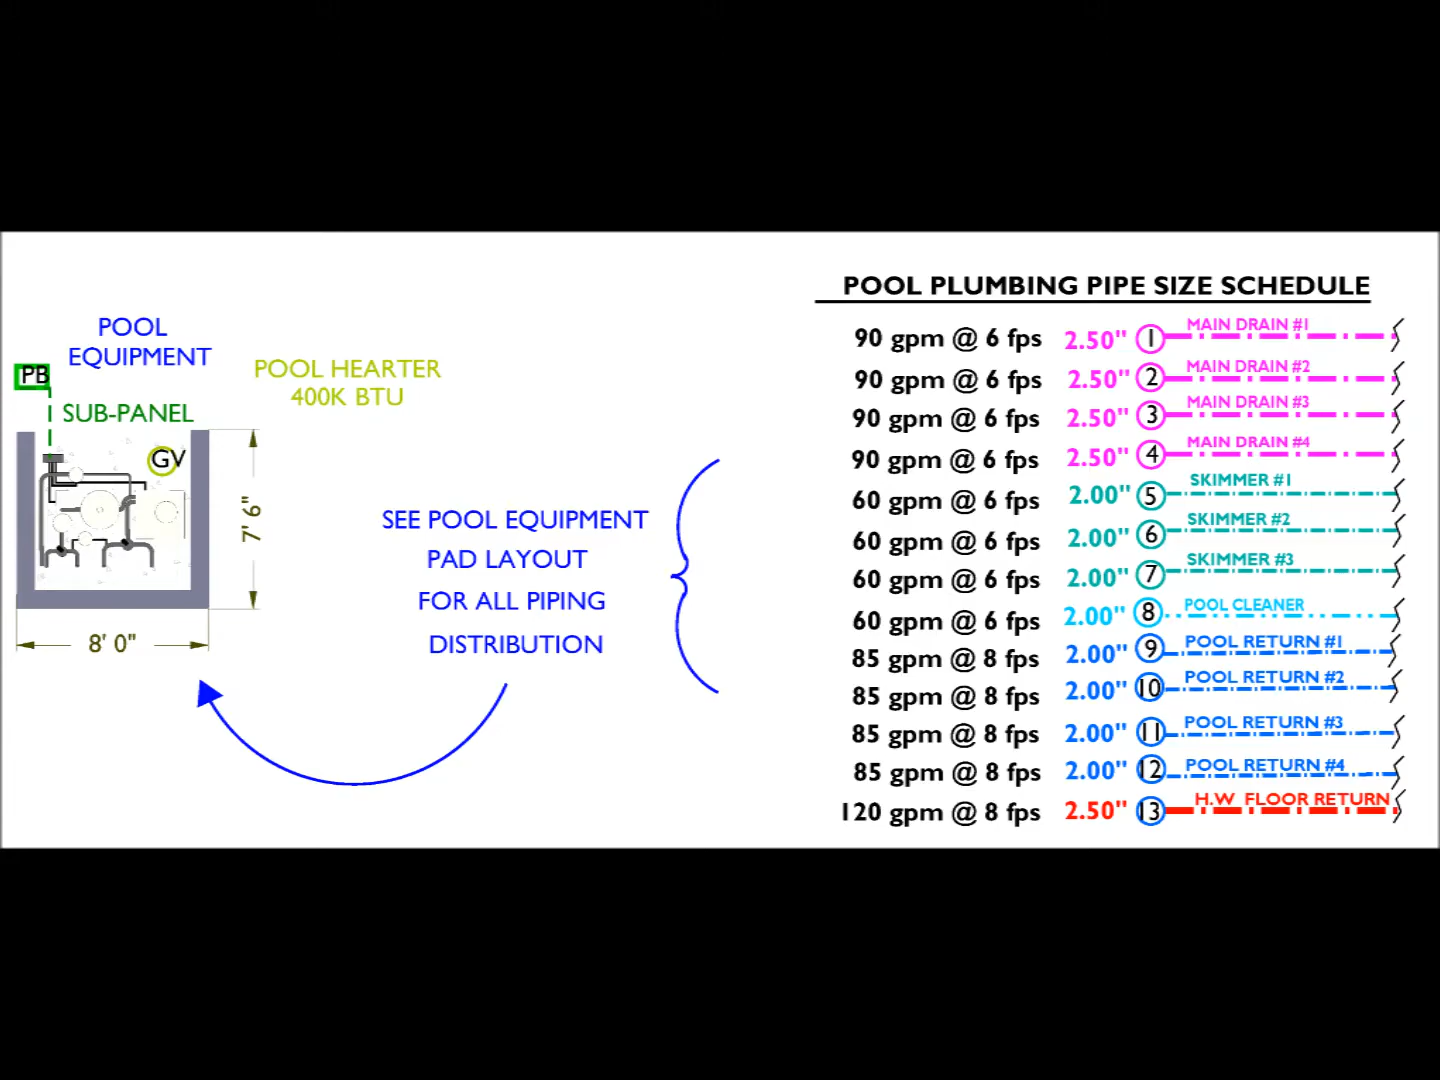 POOL
EQUIPMENT
PB
SUB-PANEL
GV
POOL HEARTER
400K BTU
7' 6"
8' 0"
SEE POOL EQUIPMENT
PAD LAYOUT
FOR ALL PIPING
DISTRIBUTION
POOL PLUMBING PIPE SIZE SCHEDULE
90 gpm @ 6 fps 2.50" 1 MAIN DRAIN #1
90 gpm @ 6 fps 2.50" 2 MAIN DRAIN #2
90 gpm @ 6 fps 2.50" 3 MAIN DRAIN #3
90 gpm @ 6 fps 2.50" 4 MAIN DRAIN #4
60 gpm @ 6 fps 2.00" 5 SKIMMER #1
60 gpm @ 6 fps 2.00" 6 SKIMMER #2
60 gpm @ 6 fps 2.00" 7 SKIMMER #3
60 gpm @ 6 fps 2.00" 8 POOL CLEANER
85 gpm @ 8 fps 2.00" 9 POOL RETURN #1
85 gpm @ 8 fps 2.00" 10 POOL RETURN #2
85 gpm @ 8 fps 2.00" 11 POOL RETURN #3
85 gpm @ 8 fps 2.00" 12 POOL RETURN #4
120 gpm @ 8 fps 2.50" 13 H.W FLOOR RETURN